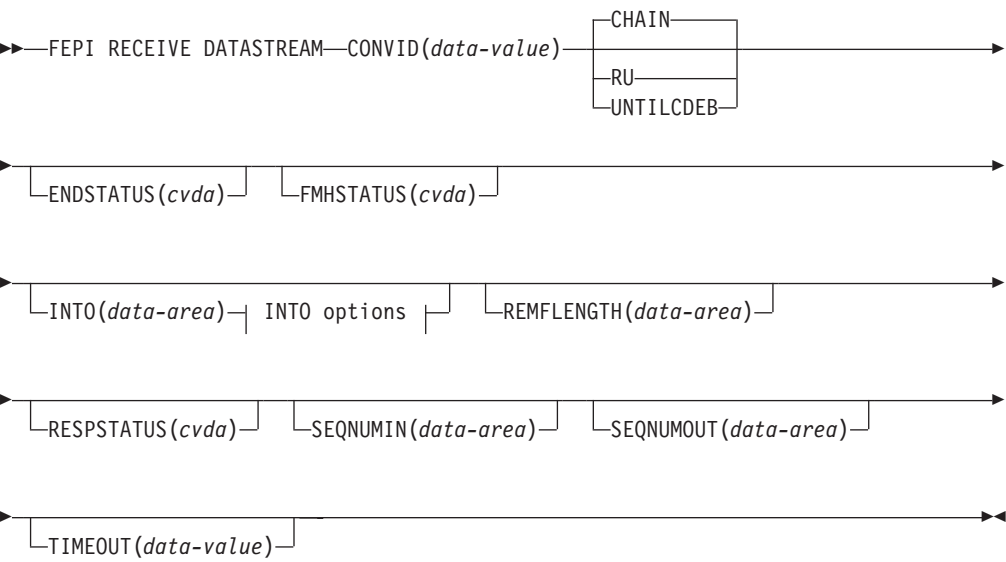 CHAIN
FEPI RECEIVE DATASTREAM CONVID(data-value)
RU
UNTILCDEB
ENDSTATUS(cvda) FMHSTATUS(cvda)
INTO(data-area) INTO options REMFLENGTH(data-area)
RESPSTATUS(cvda) SEQNUMIN(data-area) SEQNUMOUT(data-area)
TIMEOUT(data-value)